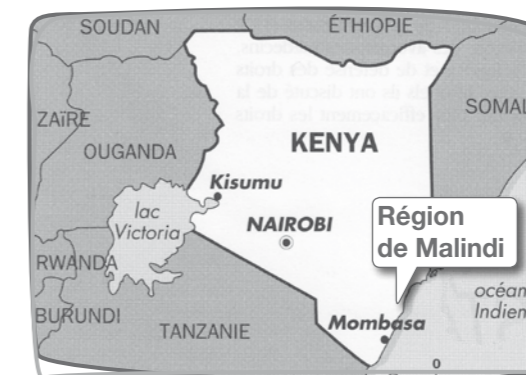 SOUDAN
ÉTHIOPIE
ZAÏRE
OUGANDA
KENYA
SOMAL
Kisumu
lac
Victoria
NAIROBI
Région
de Malindi
RWANDA
BURUNDI
TANZANIE
Mombasa
océan
Indien
0